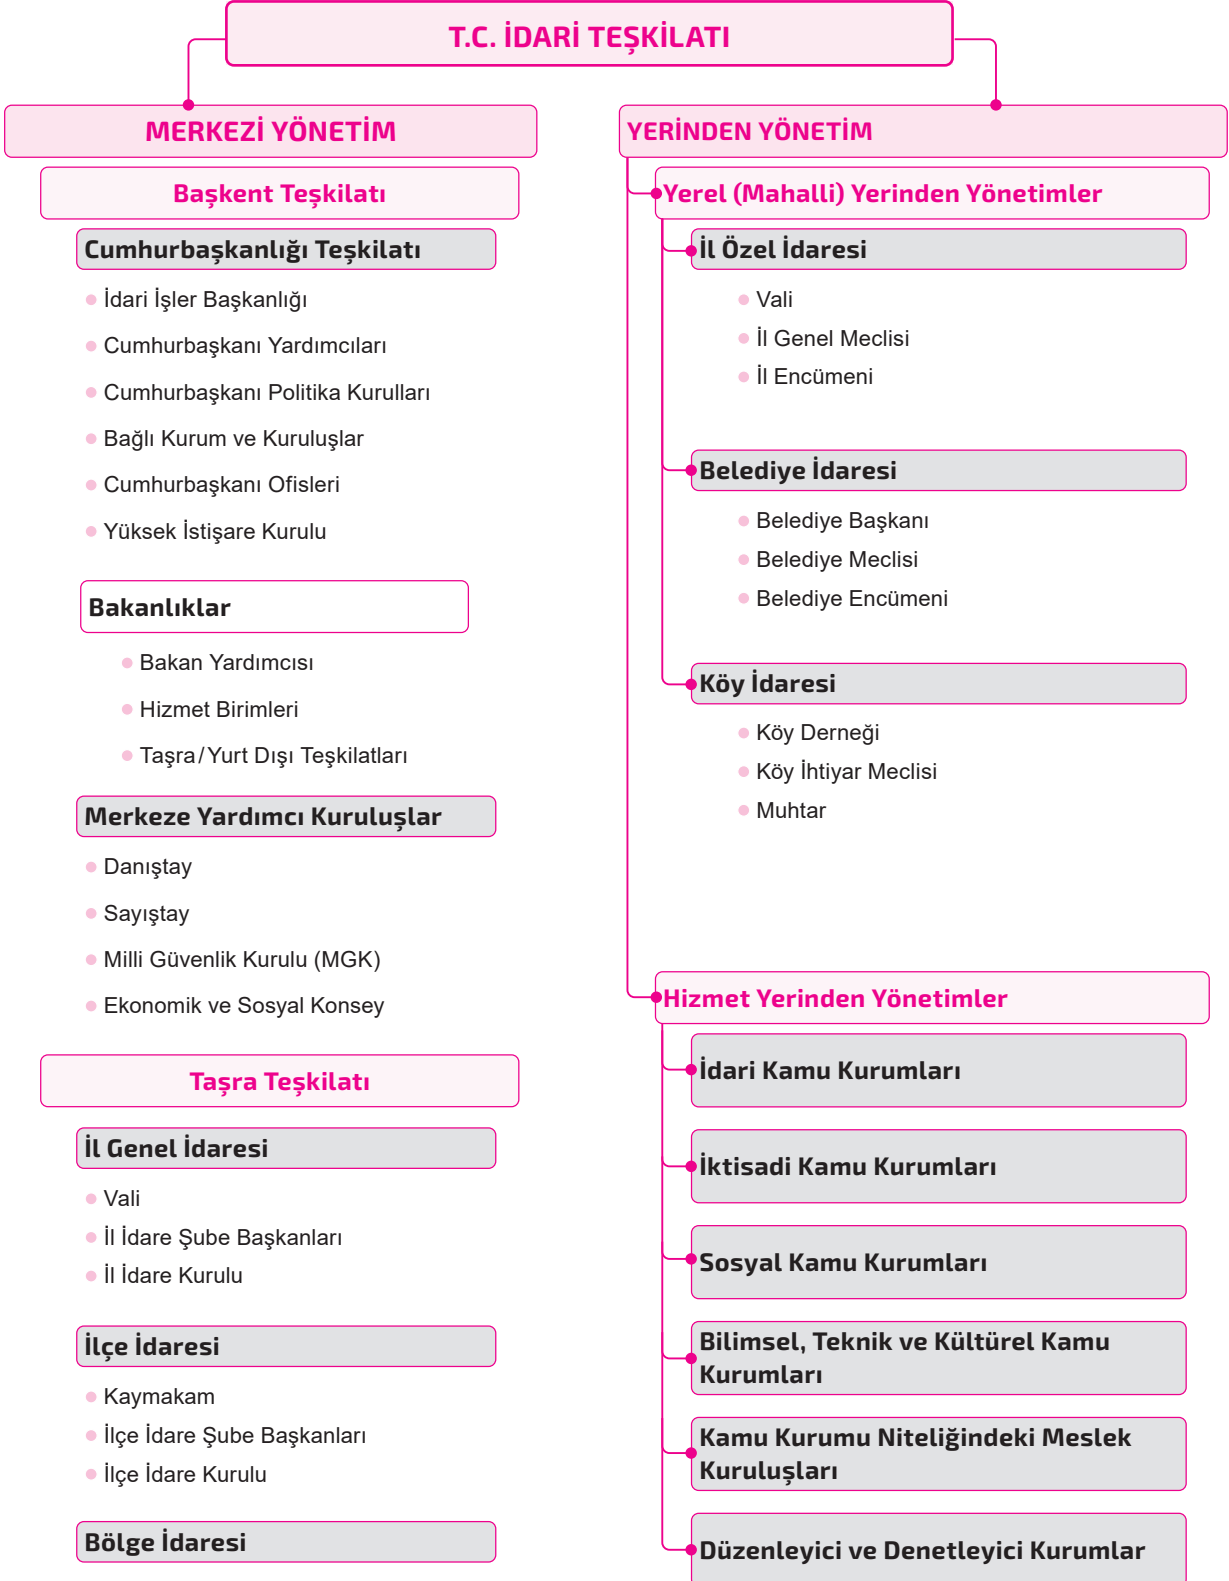 T.C. İDARİ TEŞKİLATI
MERKEZİ YÖNETİM
Başkent Teşkilatı
Cumhurbaşkanlığı Teşkilatı
İdari İşler Başkanlığı
Cumhurbaşkanı Yardımcıları
Cumhurbaşkanı Politika Kurulları
Bağlı Kurum ve Kuruluşlar
Cumhurbaşkanı Ofisleri
Yüksek İstişare Kurulu
Bakanlıklar
Bakan Yardımcısı
Hizmet Birimleri
Taşra/Yurt Dışı Teşkilatları
Merkeze Yardımcı Kuruluşlar
Danıştay
Sayıştay
Milli Güvenlik Kurulu (MGK)
Ekonomik ve Sosyal Konsey
Taşra Teşkilatı
İl Genel İdaresi
Vali
İl İdare Şube Başkanları
İl İdare Kurulu
İlçe İdaresi
Kaymakam
İlçe İdare Şube Başkanları
İlçe İdare Kurulu
Bölge İdaresi
YERİNDEN YÖNETİM
Yerel (Mahalli) Yerinden Yönetimler
İl Özel İdaresi
Vali
İl Genel Meclisi
İl Encümeni
Belediye İdaresi
Belediye Başkanı
Belediye Meclisi
Belediye Encümeni
Köy İdaresi
Köy Derneği
Köy İhtiyar Meclisi
Muhtar
Hizmet Yerinden Yönetimler
İdari Kamu Kurumları
İktisadi Kamu Kurumları
Sosyal Kamu Kurumları
Bilimsel, Teknik ve Kültürel Kamu
Kurumları
Kamu Kurumu Niteliğindeki Meslek
Kuruluşları
Düzenleyici ve Denetleyici Kurumlar